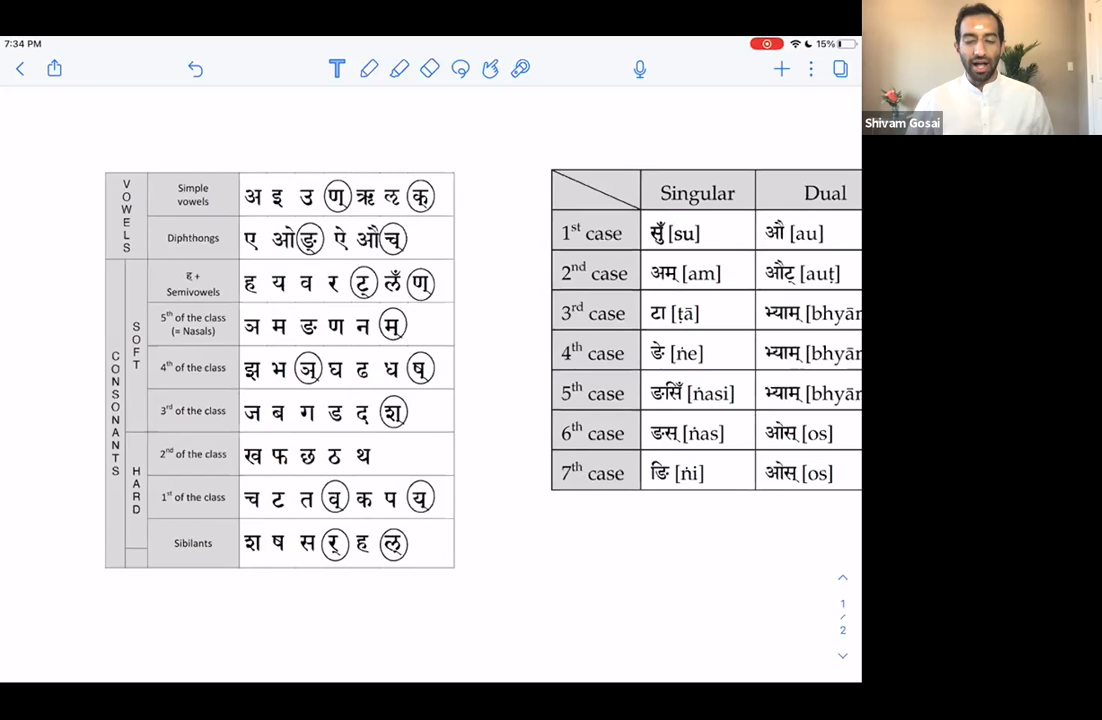 7:34 PM
15%
Shivam Gosai
VOWELS
Simple vowels
अ इ उ ण् ऋ ऌ क्
Diphthongs
ए ओ ङ् ऐ औ च्
CONSONANTS
SOFT
ह् + Semivowels
ह य व र ट् लँ ण्
5th of the class (= Nasals)
ञ म ङ ण न म्
4th of the class
झ भ ञ् घ ढ ध ष्
3rd of the class
ज ब ग ड द श्
HARD
2nd of the class
ख फ छ ठ थ
1st of the class
च ट त व् क प य्
Sibilants
श ष स र् ह ल्
Singular Dual
1st case सुँ [su] औ [au]
2nd case अम् [am] औट् [auṭ]
3rd case टा [ṭā] भ्याम् [bhyām
4th case ङे [ṅe] भ्याम् [bhyām
5th case ङसिँ [ṅasi] भ्याम् [bhyām
6th case ङस् [ṅas] ओस् [os]
7th case ङि [ṅi] ओस् [os]
1
/
2